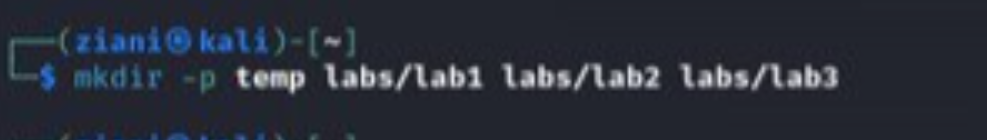 ┌──(ziani㉿kali)-[~]
└─$ mkdir -p temp labs/lab1 labs/lab2 labs/lab3